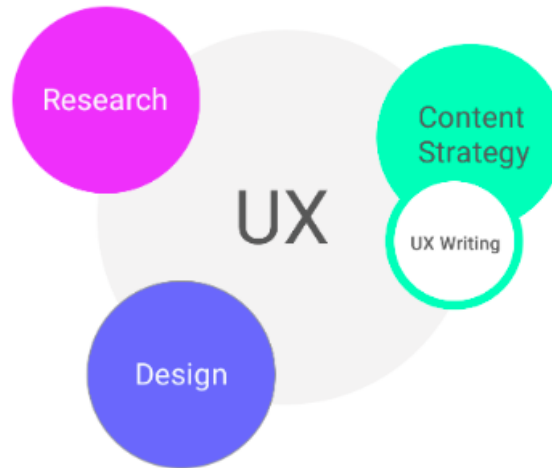 Research
Content
Strategy
UX
UX Writing
Design